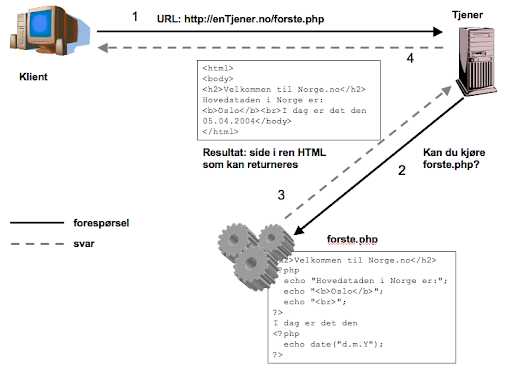 1 URL: http://enTjener.no/forste.php
Tjener
Klient
4
<html>
<body>
<h2>Velkommen til Norge.no</h2>
Hovedstaden i Norge er:
<b>Oslo</b><br>I dag er det den
05.04.2004</body>
</html>
Resultat: side i ren HTML
som kan returneres
2
Kan du kjøre
forste.php?
3
forespørsel
svar
forste.php
<h2>Velkommen til Norge.no</h2>
<?php
echo "Hovedstaden i Norge er:";
echo "<b>Oslo</b>";
echo "<br>";
?>
I dag er det den
<?php
echo date("d.m.Y");
?>